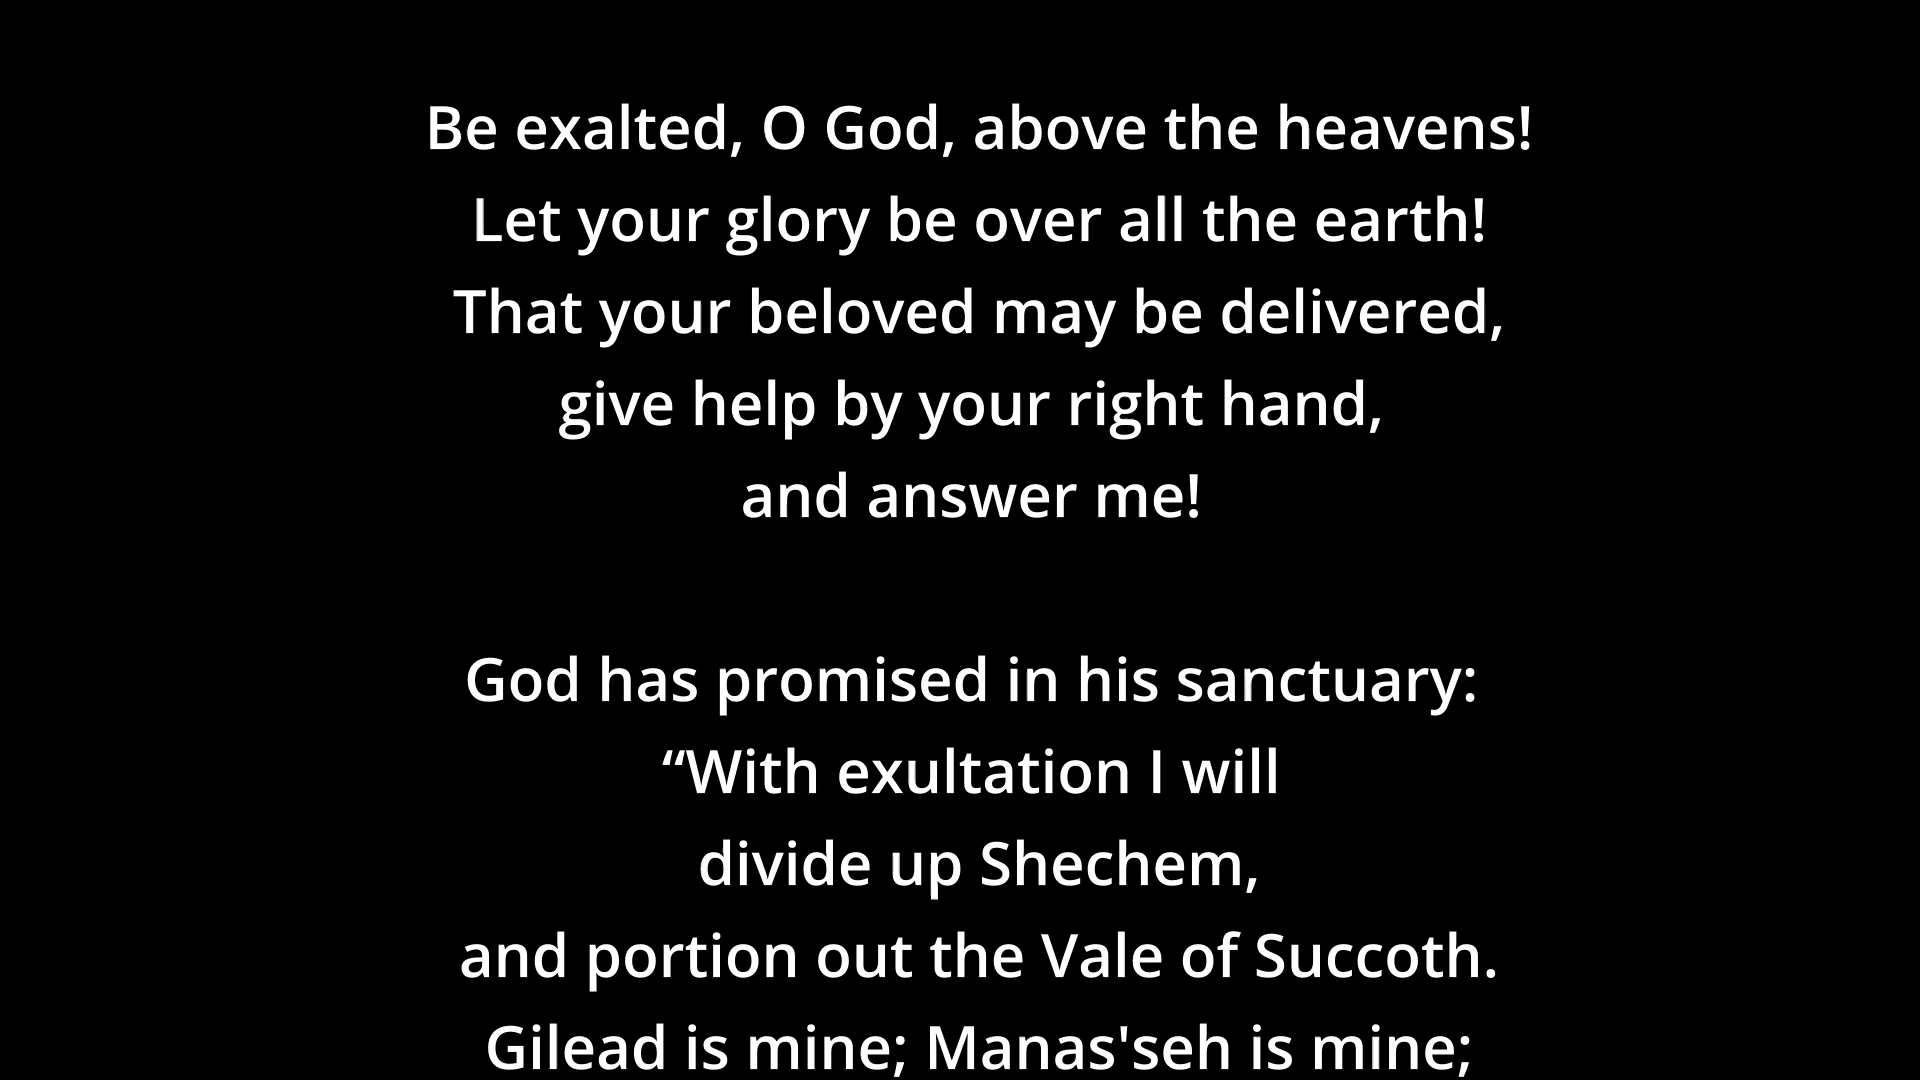 Be exalted, O God, above the heavens!
Let your glory be over all the earth!
That your beloved may be delivered,
give help by your right hand,
and answer me!
God has promised in his sanctuary:
“With exultation I will
divide up Shechem,
and portion out the Vale of Succoth.
Gilead is mine; Manas'seh is mine;